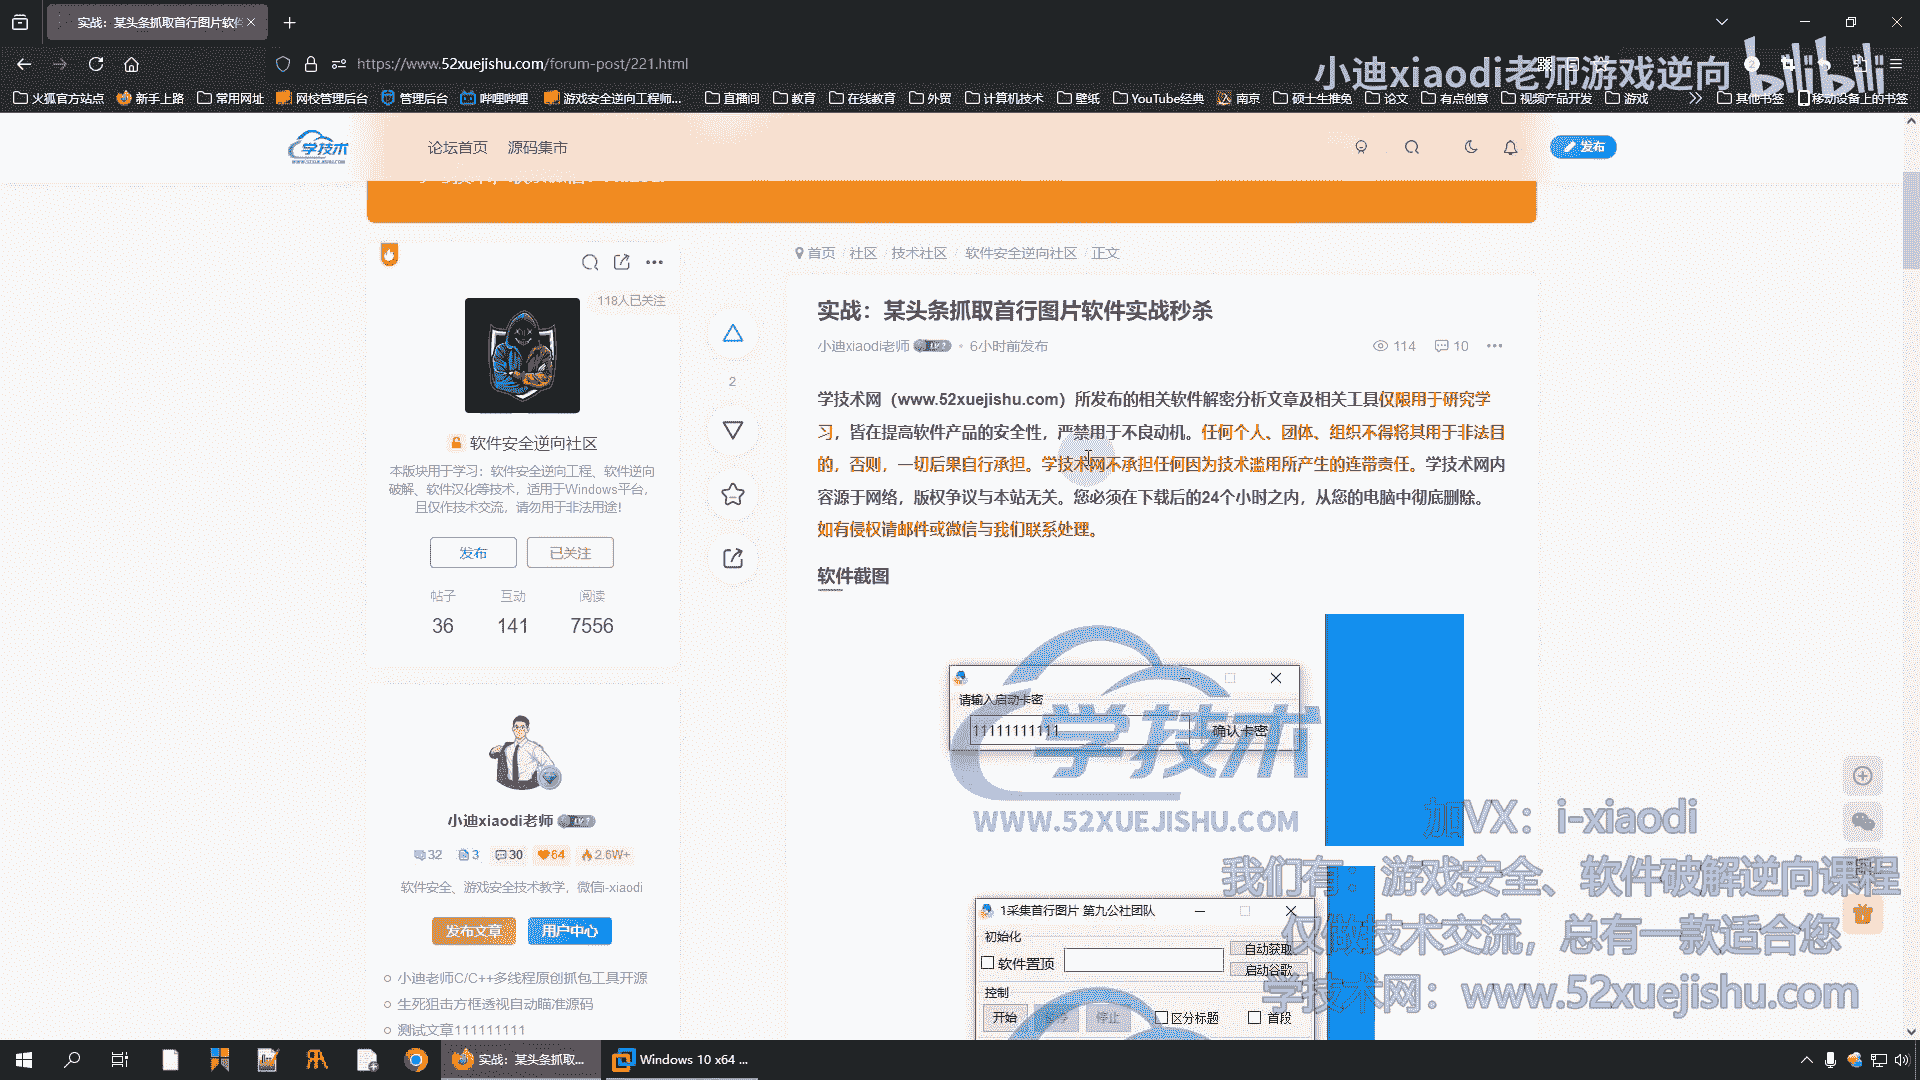 实战：某头条抓取首行图片软件
https://www.52xuejishu.com/forum-post/221.html
小迪xiaodi老师游戏逆向 bilibili
火狐官方站点 新手上路 常用网址 网校管理后台 管理后台 哔哩哔哩 游戏安全逆向工程师... 直播间 教育 在线教育 外贸 计算机技术 壁纸 YouTube经典 南京 硕士生推免 论文 有点创意 视频产品开发 游戏 其他书签 移动设备上的书签
学技术 论坛首页 源码集市 发布
WWW.52XUEJISHU.COM
首页 / 社区 / 技术社区 / 软件安全逆向社区 / 正文
118人已关注
实战：某头条抓取首行图片软件实战秒杀
小迪xiaodi老师 LV7 • 6小时前发布 114 10
2
学技术网（www.52xuejishu.com）所发布的相关软件解密分析文章及相关工具仅限用于研究学
习，皆在提高软件产品的安全性，严禁用于不良动机。任何个人、团体、组织不得将其用于非法目
的，否则，一切后果自行承担。学技术网不承担任何因为技术滥用所产生的连带责任。学技术网内
容源于网络，版权争议与本站无关。您必须在下载后的24个小时之内，从您的电脑中彻底删除。
如有侵权请邮件或微信与我们联系处理。
软件安全逆向社区
本版块用于学习：软件安全逆向工程、软件逆向
破解、软件汉化等技术，适用于Windows平台，
且仅作技术交流，请勿用于非法用途！
发布 已关注
帖子 互动 阅读
36 141 7556
软件截图
请输入启动卡密
11111111111 确认卡密
学技术
WWW.52XUEJISHU.COM
小迪xiaodi老师 LV7
32 3 30 64 2.6W+
软件安全、游戏安全技术教学，微信i-xiaodi
发布文章 用户中心
小迪老师C/C++多线程原创抓包工具开源
生死狙击方框透视自动瞄准源码
测试文章111111111
1采集首行图片 第九公社团队
初始化
软件置顶 自动获取
启动谷歌
控制
开始 停止 区分标题 首段
加VX：i-xiaodi
我们有：游戏安全、软件破解逆向课程
仅做技术交流，总有一款适合您
学技术网：www.52xuejishu.com
实战：某头条抓取... Windows 10 x64 ...